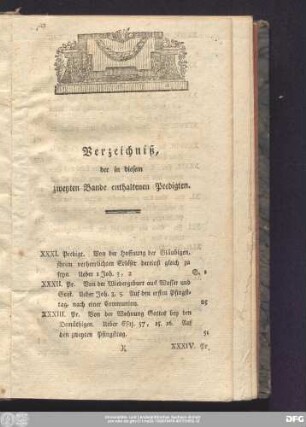 Verzeichniß,
der in diesem
zweyten Bande enthaltenen Predigten.
XXXI. Predigt. Von der Hoffnung der Gläubigen,
ihrem verherrlichten Erlöser dereinst gleich zu
seyn. Ueber 1 Joh. 3, 2 S.
XXXII. Pr. Von der Wiedergeburt aus Wasser und
Geist. Ueber Joh. 3, 5. Auf den ersten Pfingst-
tag, nach einer Communion.
XXXIII. Pr. Von der Wohnung Gottes bey den
Demüthigen. Ueber Esaj. 57, 15. 16. Auf
den zweyten Pfingsttag. 51
XXXIV. Pr.